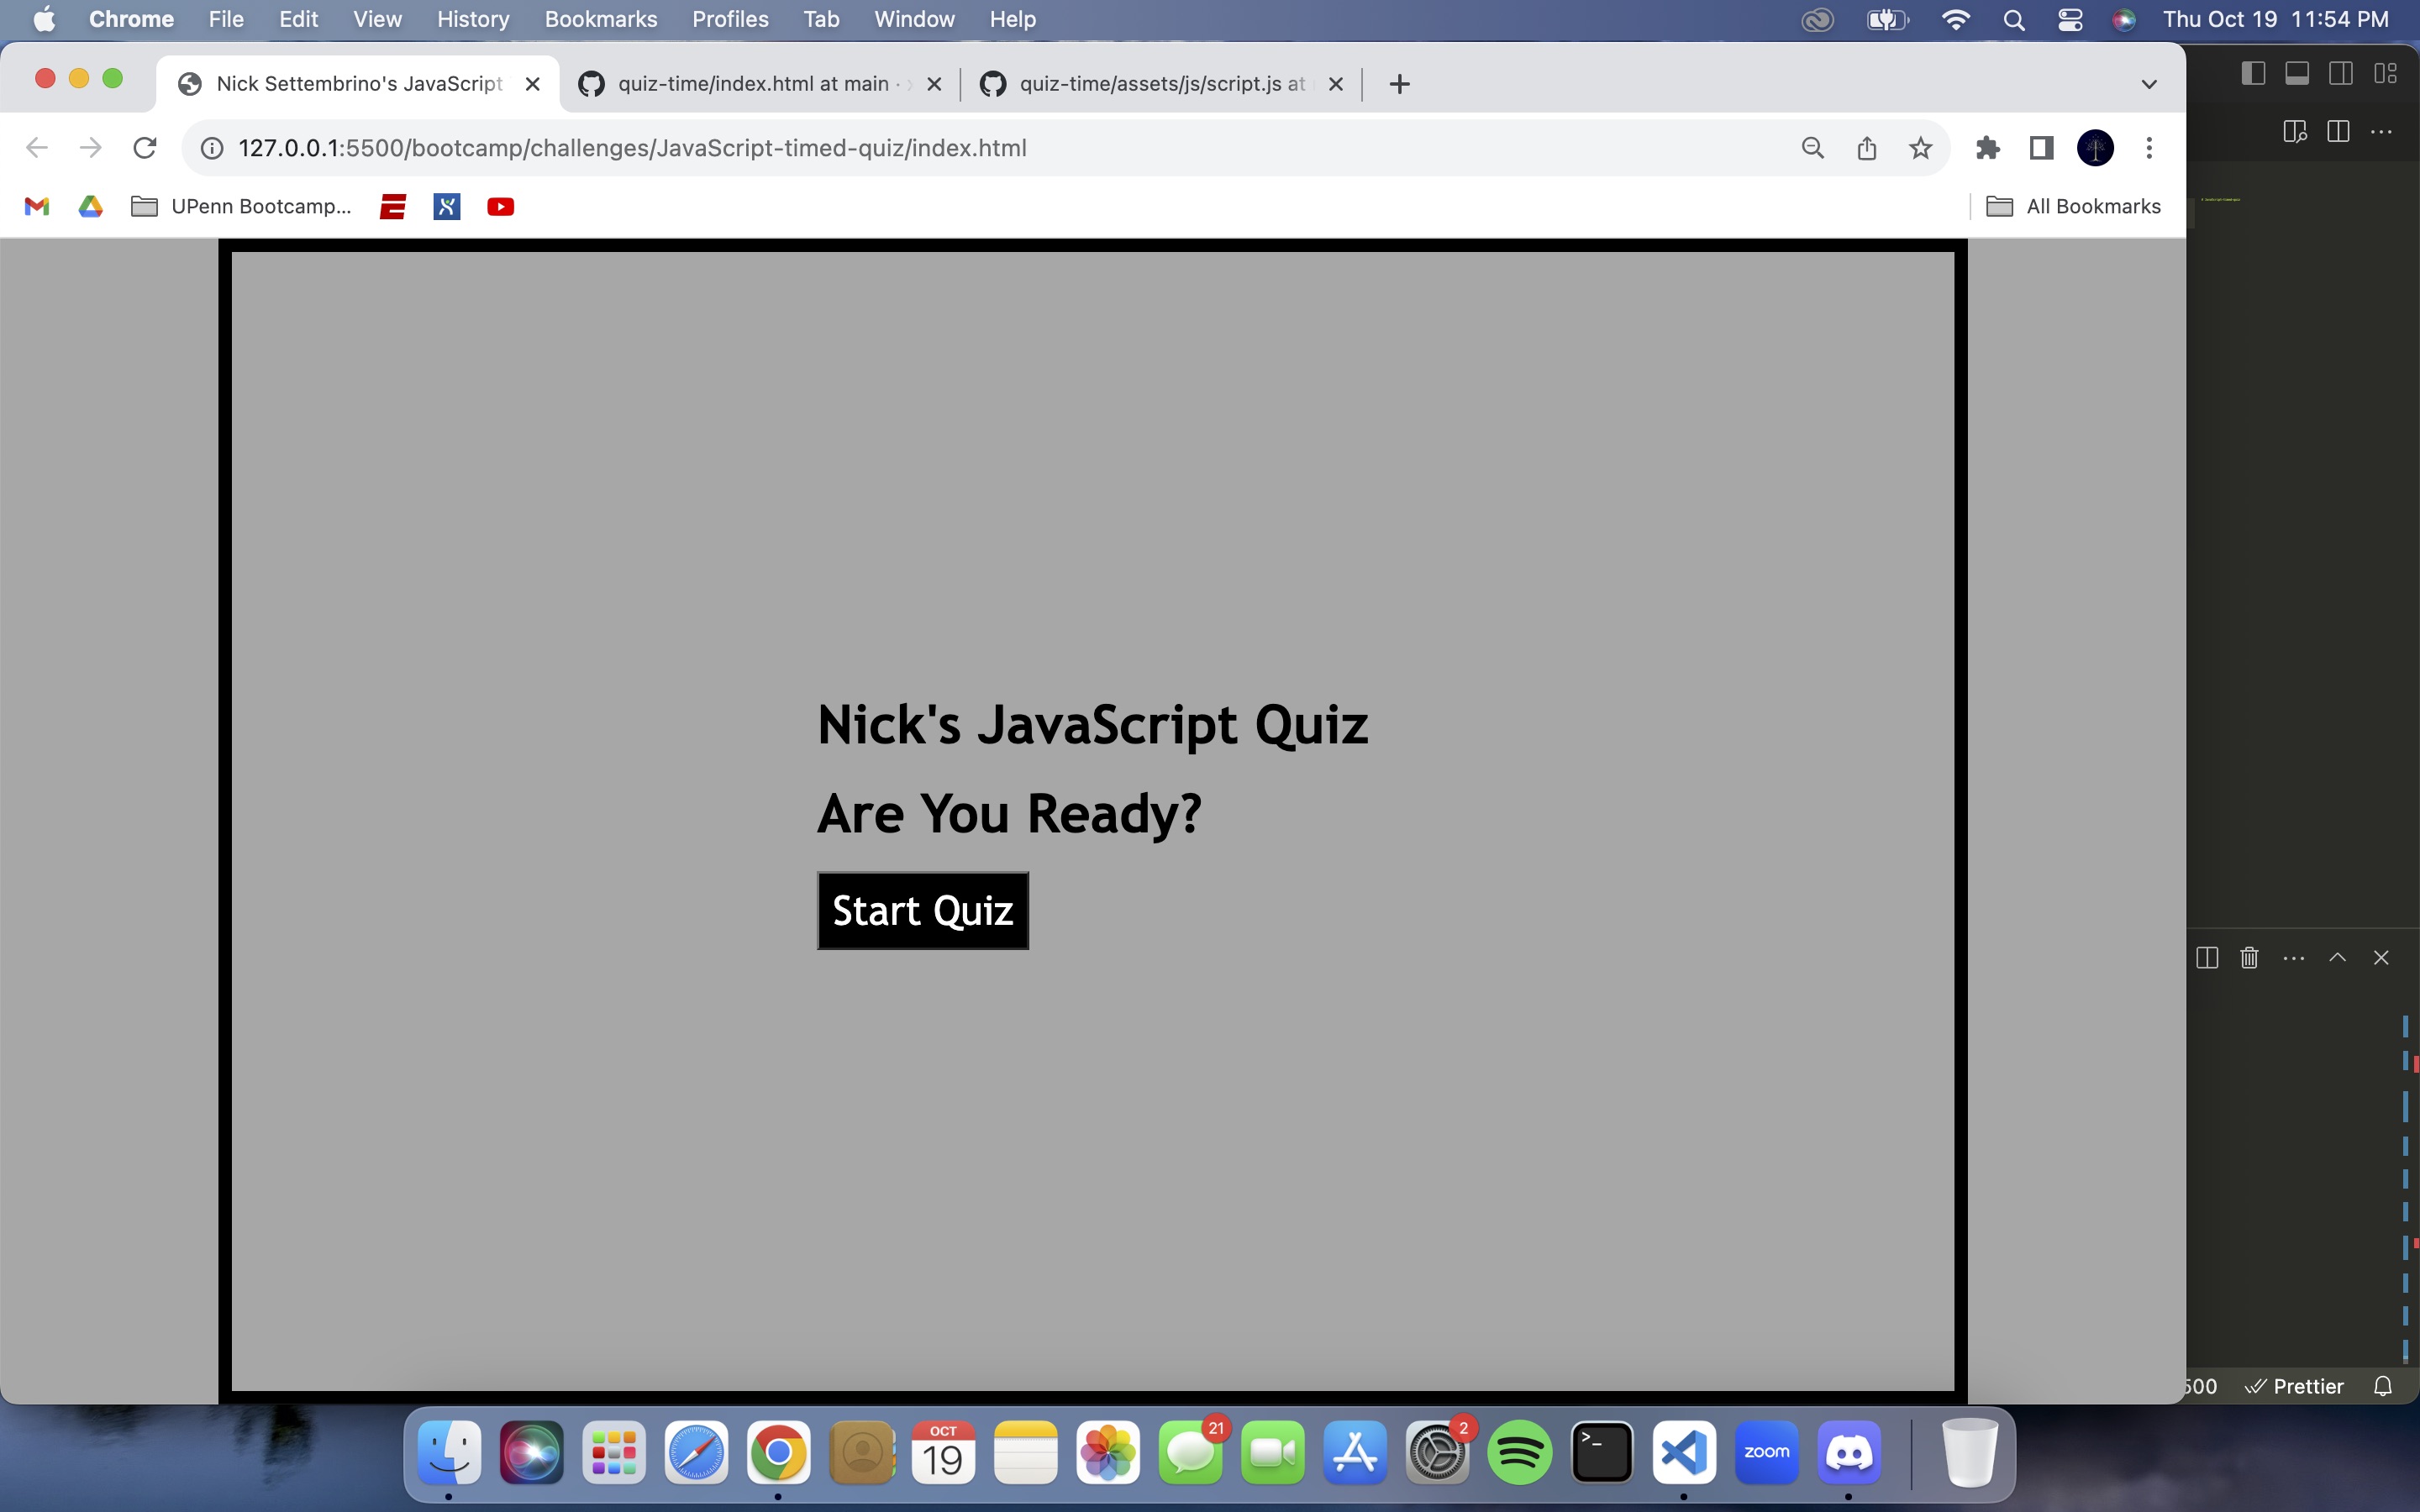 Chrome File Edit View History Bookmarks Profiles Tab Window Help Thu Oct 19 11:54 PM
Nick Settembrino's JavaScript quiz-time/index.html at main · quiz-time/assets/js/script.js at
127.0.0.1:5500/bootcamp/challenges/JavaScript-timed-quiz/index.html
UPenn Bootcamp... All Bookmarks
Nick's JavaScript Quiz
Are You Ready?
Start Quiz
500 Prettier
OCT
19
21
2
>_
zoom